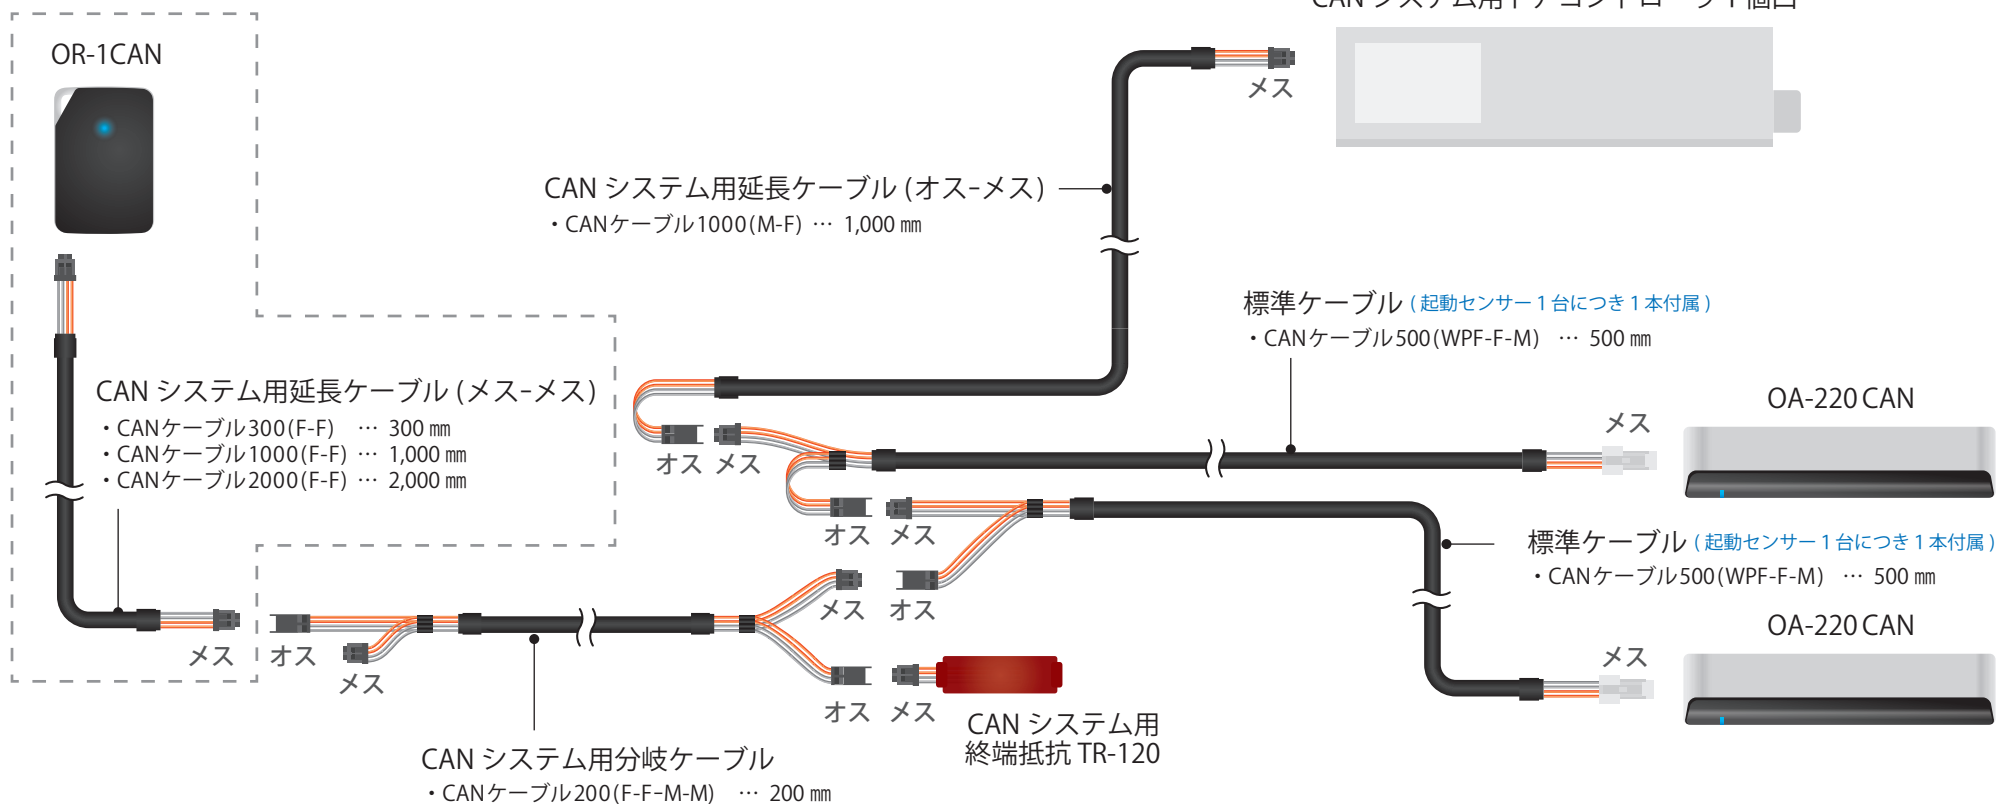 OR-1CAN
メス
CAN システム用延長ケーブル (オス-メス)
・CANケーブル1000(M-F) … 1,000 ㎜
標準ケーブル ( 起動センサー 1 台につき 1 本付属 )
・CANケーブル500(WPF-F-M) … 500 ㎜
CAN システム用延長ケーブル (メス-メス)
・CANケーブル300(F-F) … 300 ㎜
・CANケーブル1000(F-F) … 1,000 ㎜
・CANケーブル2000(F-F) … 2,000 ㎜
OA-220 CAN
メス
オス メス
オス メス
標準ケーブル ( 起動センサー 1 台につき 1 本付属 )
・CANケーブル500(WPF-F-M) … 500 ㎜
メス オス
OA-220 CAN
メス オス
メス
メス
オス メス
CAN システム用
終端抵抗 TR-120
CAN システム用分岐ケーブル
・CANケーブル200(F-F-M-M) … 200 ㎜